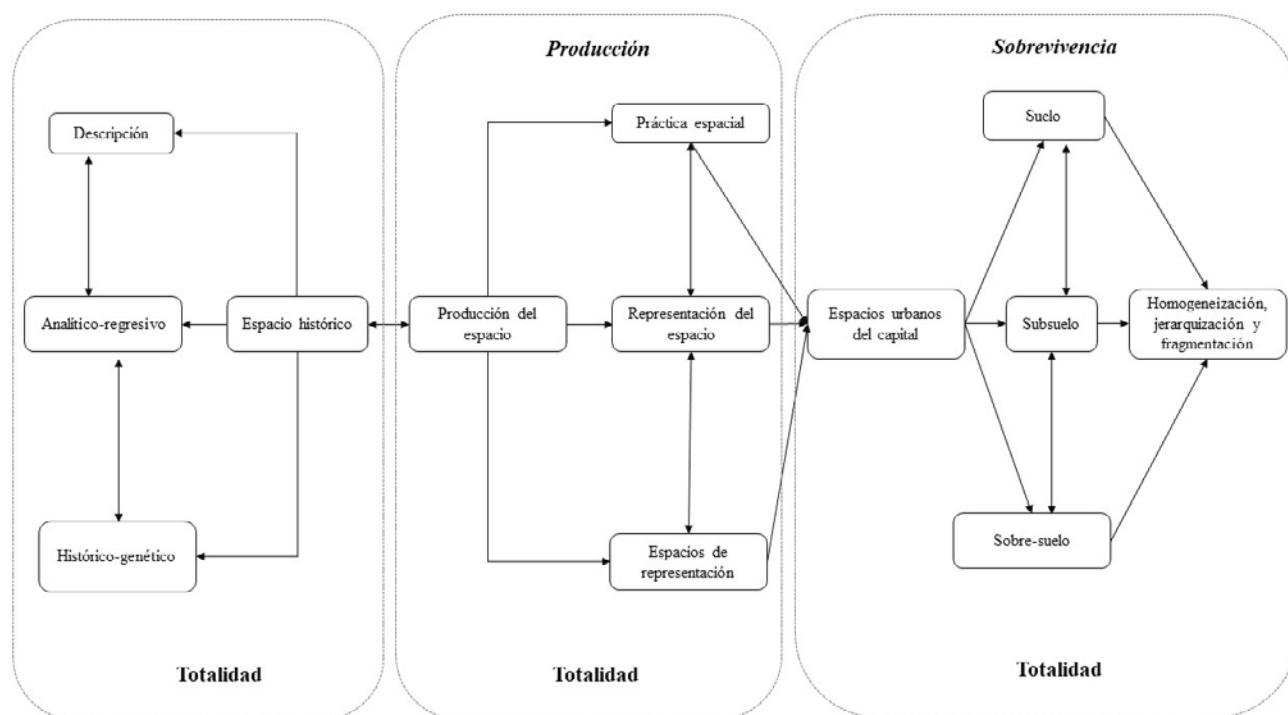 Producción
Sobrevivencia
Descripción
Práctica espacial
Suelo
Analítico-regresivo
Espacio histórico
Producción del
espacio
Representación del
espacio
Espacios urbanos
del capital
Subsuelo
Homogeneización,
jerarquización y
fragmentación
Histórico-genético
Espacios de
representación
Sobre-suelo
Totalidad
Totalidad
Totalidad